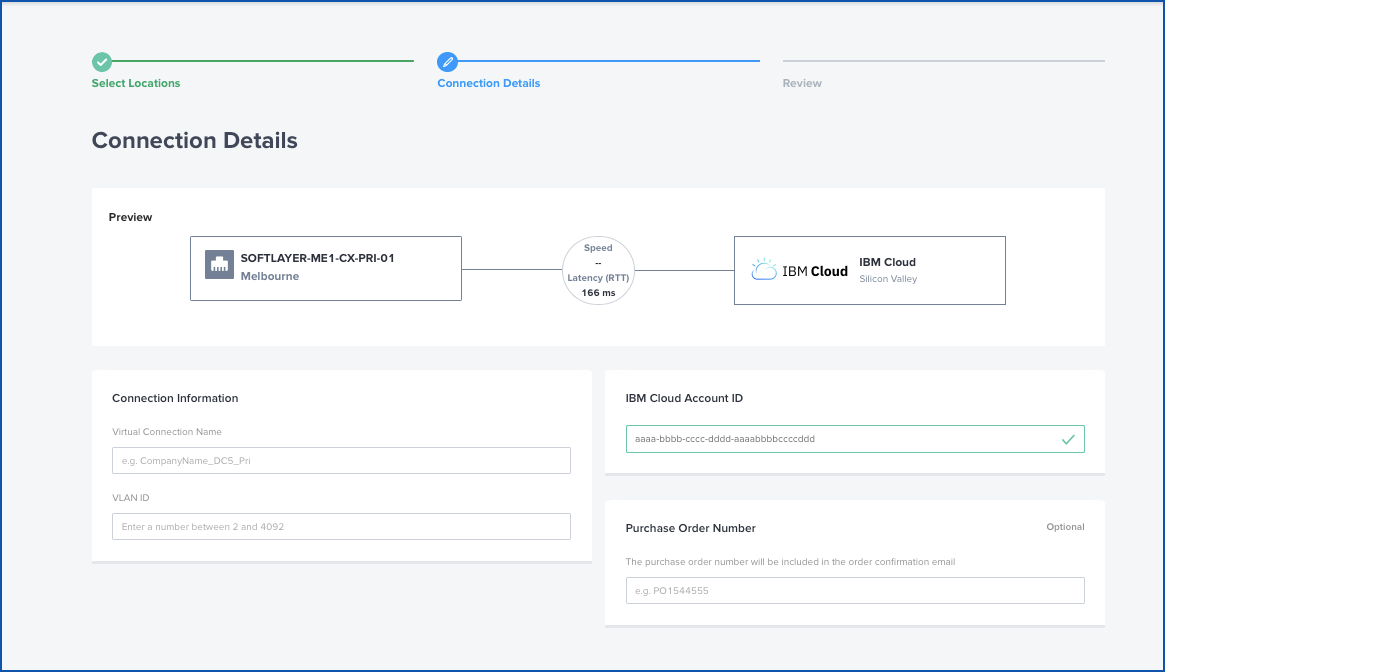 Select Locations
Connection Details
Review
Connection Details
Preview
SOFTLAYER-ME1-CX-PRI-01
Melbourne
Speed
--
Latency (RTT)
166 ms
IBM Cloud
IBM Cloud
Silicon Valley
Connection Information
Virtual Connection Name
e.g. CompanyName_DC5_Pri
VLAN ID
Enter a number between 2 and 4092
IBM Cloud Account ID
aaaa-bbbb-cccc-dddd-aaaabbbbccccddd
Purchase Order Number
Optional
The purchase order number will be included in the order confirmation email
e.g. PO1544555